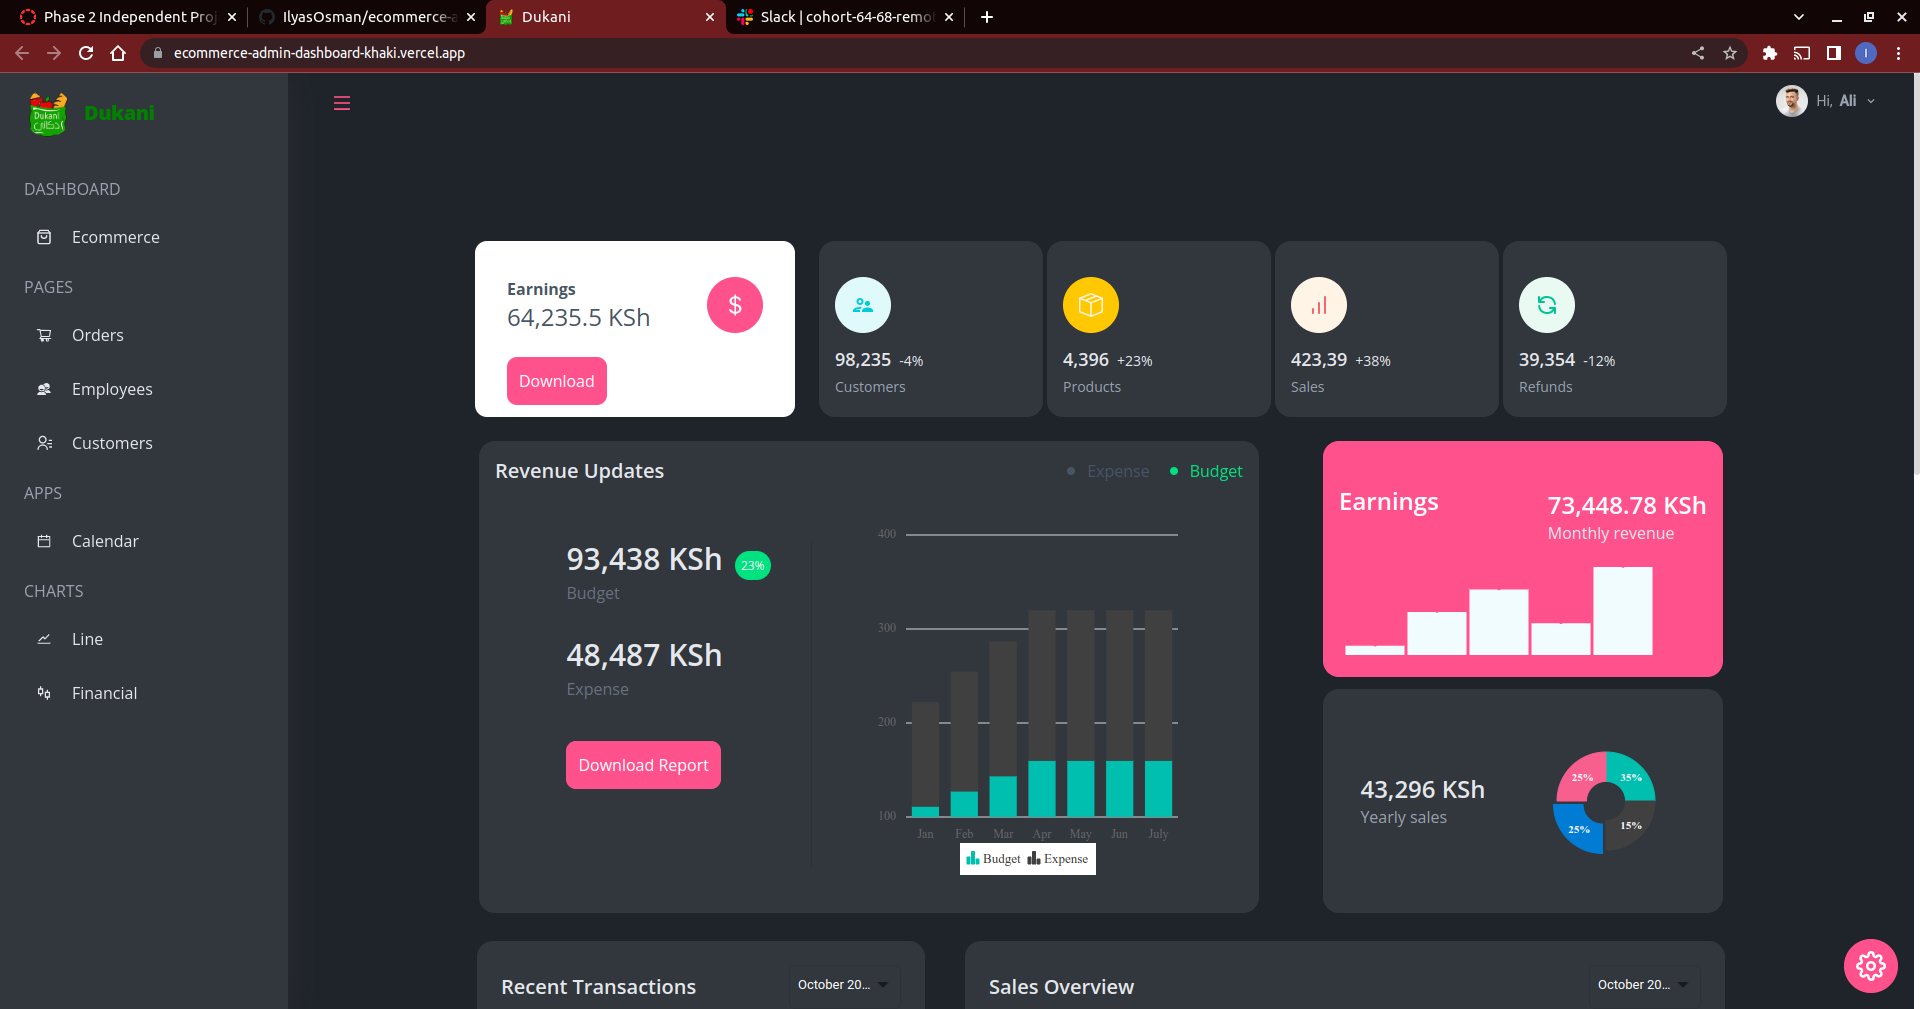 Phase 2 Independent Proj
IlyasOsman/ecommerce-a
Dukani
Slack | cohort-64-68-remo
ecommerce-admin-dashboard-khaki.vercel.app
I
Dukani
Dukani
Hi, Ali
DASHBOARD
Ecommerce
PAGES
Orders
Employees
Customers
APPS
Calendar
CHARTS
Line
Financial
Earnings
64,235.5 KSh
$
Download
98,235 -4%
Customers
4,396 +23%
Products
423,39 +38%
Sales
39,354 -12%
Refunds
Revenue Updates
Expense
Budget
93,438 KSh 23%
Budget
48,487 KSh
Expense
Download Report
400
300
200
100
Jan Feb Mar Apr May Jun July
Budget Expense
Earnings
73,448.78 KSh
Monthly revenue
43,296 KSh
Yearly sales
25% 35%
25% 15%
Recent Transactions
October 20...
Sales Overview
October 20...